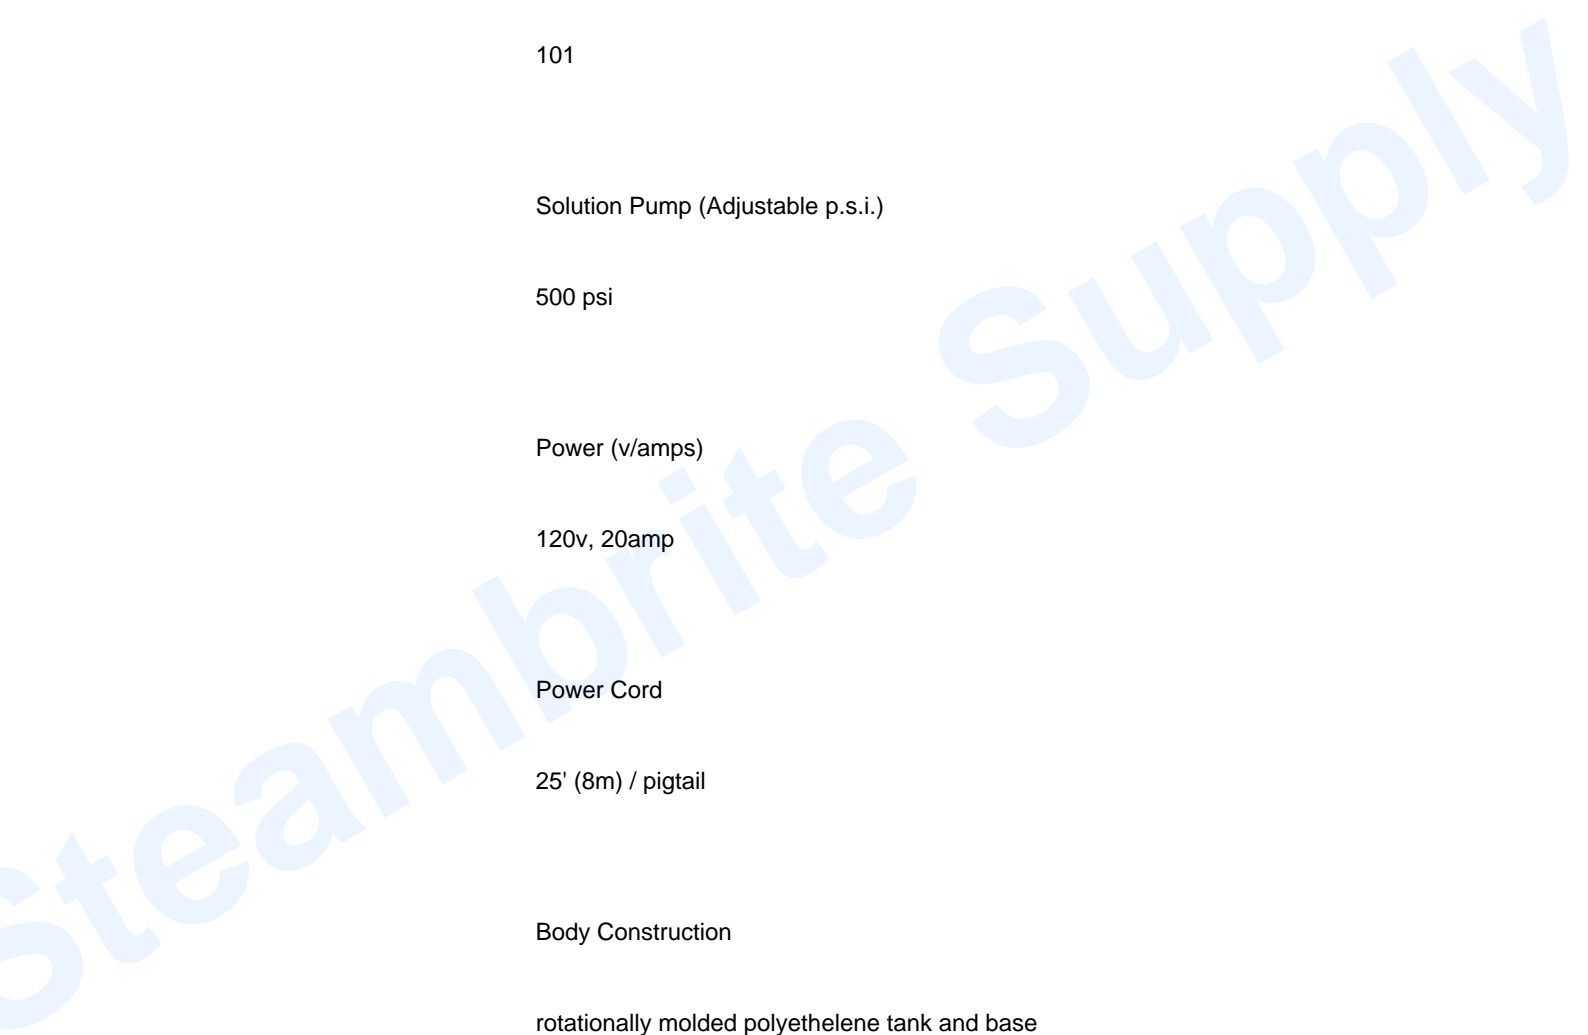 101
Solution Pump (Adjustable p.s.i.)
500 psi
Power (v/amps)
120v, 20amp
Power Cord
25' (8m) / pigtail
Body Construction
rotationally molded polyethelene tank and base
Steambrite Supply